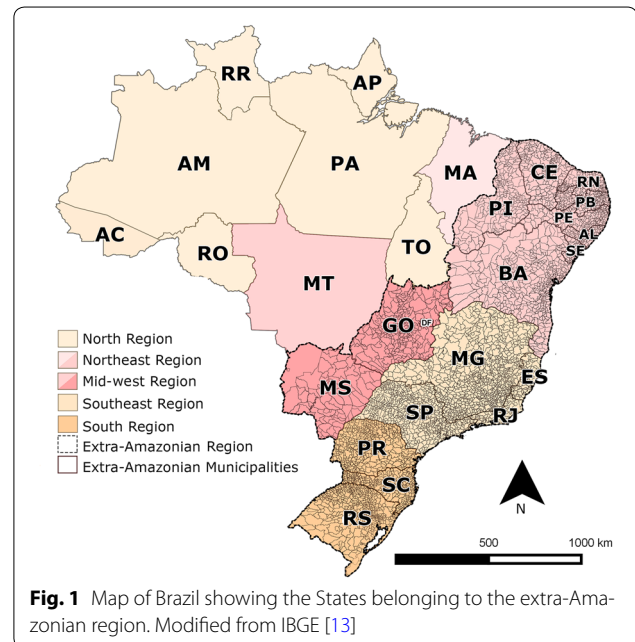 RR
AP
AM
PA
MA
CE
RN
PB
PI
PE
AL
SE
AC
RO
TO
BA
MT
GO
DF
MG
ES
MS
SP
RJ
PR
SC
RS
North Region
Northeast Region
Mid-west Region
Southeast Region
South Region
Extra-Amazonian Region
Extra-Amazonian Municipalities
N
500 1000 km
Fig. 1 Map of Brazil showing the States belonging to the extra-Ama-
zonian region. Modified from IBGE [13]